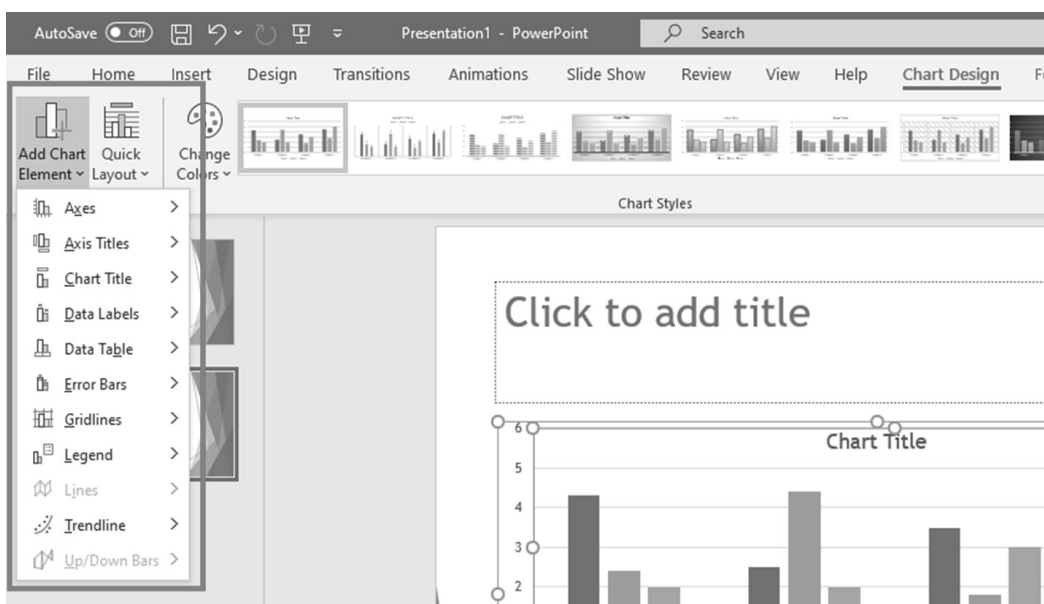 AutoSave Off Presentation1 - PowerPoint Search
File Home Insert Design Transitions Animations Slide Show Review View Help Chart Design
Add Chart Quick Change
Element Layout Colors
Chart Styles
Axes
Axis Titles
Chart Title
Data Labels
Data Table
Error Bars
Gridlines
Legend
Lines
Trendline
Up/Down Bars
Click to add title
Chart Title
6
5
4
3
2